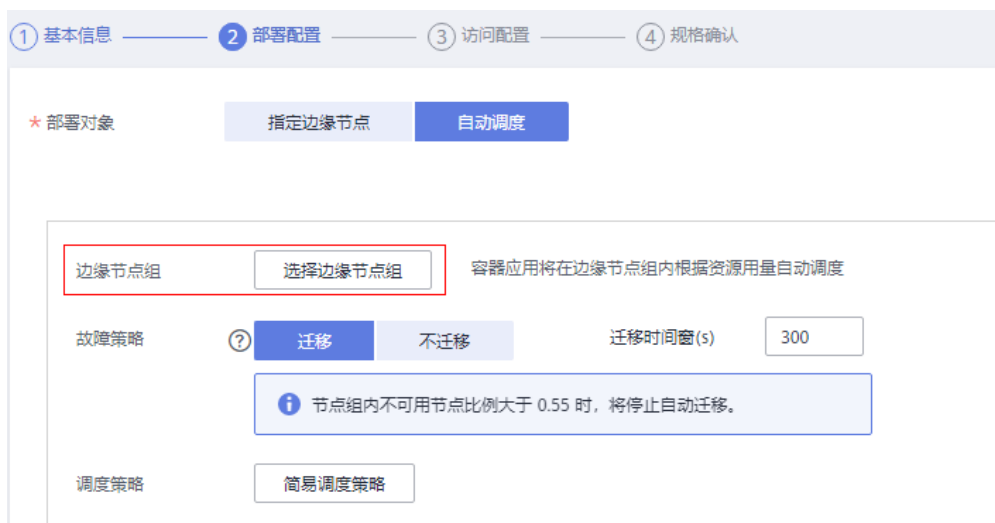 1 基本信息 2 部署配置 3 访问配置 4 规格确认
* 部署对象 指定边缘节点 自动调度
边缘节点组 选择边缘节点组 容器应用将在边缘节点组内根据资源用量自动调度
故障策略 ? 迁移 不迁移 迁移时间窗(s) 300
节点组内不可用节点比例大于 0.55 时，将停止自动迁移。
调度策略 简易调度策略